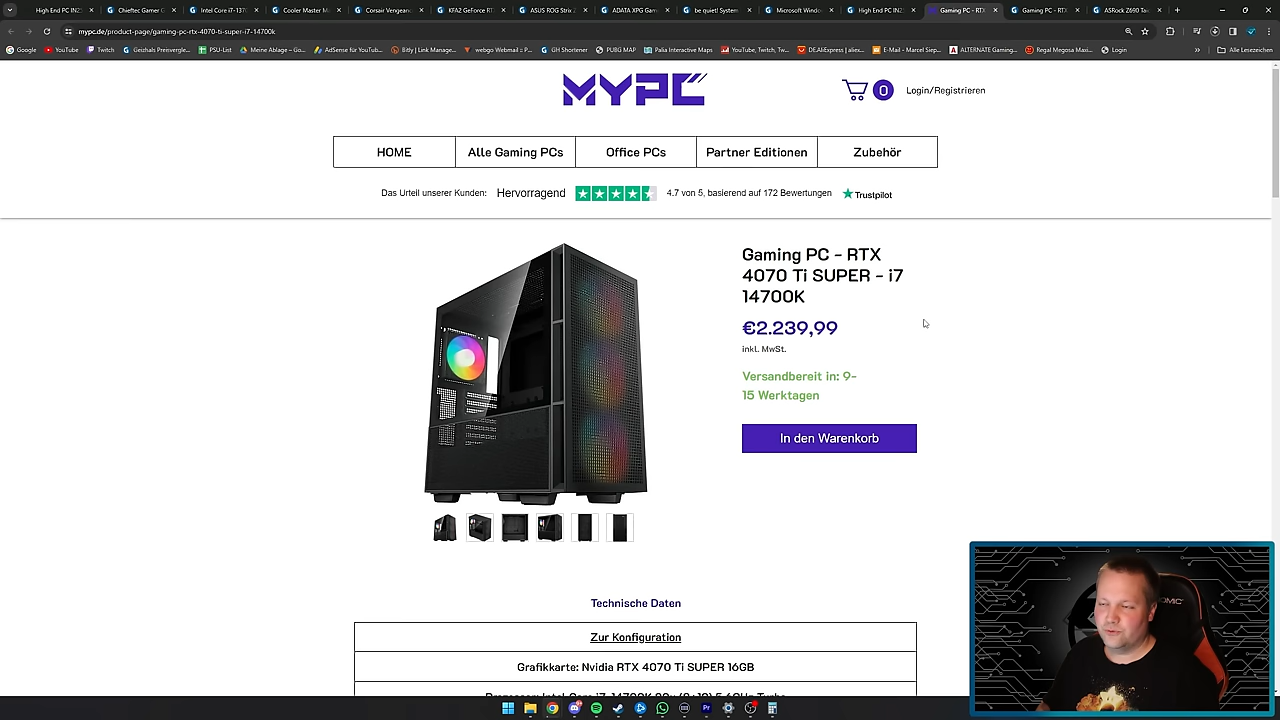 High End PC IN2
Chieftec Gamer G
Intel Core i7-1370
Cooler Master M
Corsair Vengeanc
KFA2 GeForce RT
ASUS ROG Strix Z
ADATA XPG Gam
be quiet! System
Microsoft Window
High End PC IN2
Gaming PC - RTX
Gaming PC - RTX
ASRock Z690 Taic
mypc.de/product-page/gaming-pc-rtx-4070-ti-super-i7-14700k
Google
YouTube
Twitch
Geizhals Preisvergle...
PSU-List
Meine Ablage – Go...
AdSense für YouTub...
Bitly | Link Manage...
webgo Webmail :: P...
GH Sortierer
PUBG MAP
Palia Interactive Maps
YouTube, Twitch, Tw...
DE.AliExpress | aliex...
E-Mail – Marcel Siep...
ALTERNATE Gaming...
Regal Megosa Maxi...
Login
Alle Lesezeichen
MYPC
0
Login/Registrieren
HOME
Alle Gaming PCs
Office PCs
Partner Editionen
Zubehör
Das Urteil unserer Kunden:
Hervorragend
4.7 von 5, basierend auf 172 Bewertungen
Trustpilot
Gaming PC - RTX
4070 Ti SUPER - i7
14700K
€2.239,99
inkl. MwSt.
Versandbereit in: 9-
15 Werktagen
In den Warenkorb
Technische Daten
Zur Konfiguration
Grafikkarte: Nvidia RTX 4070 Ti SUPER 16GB